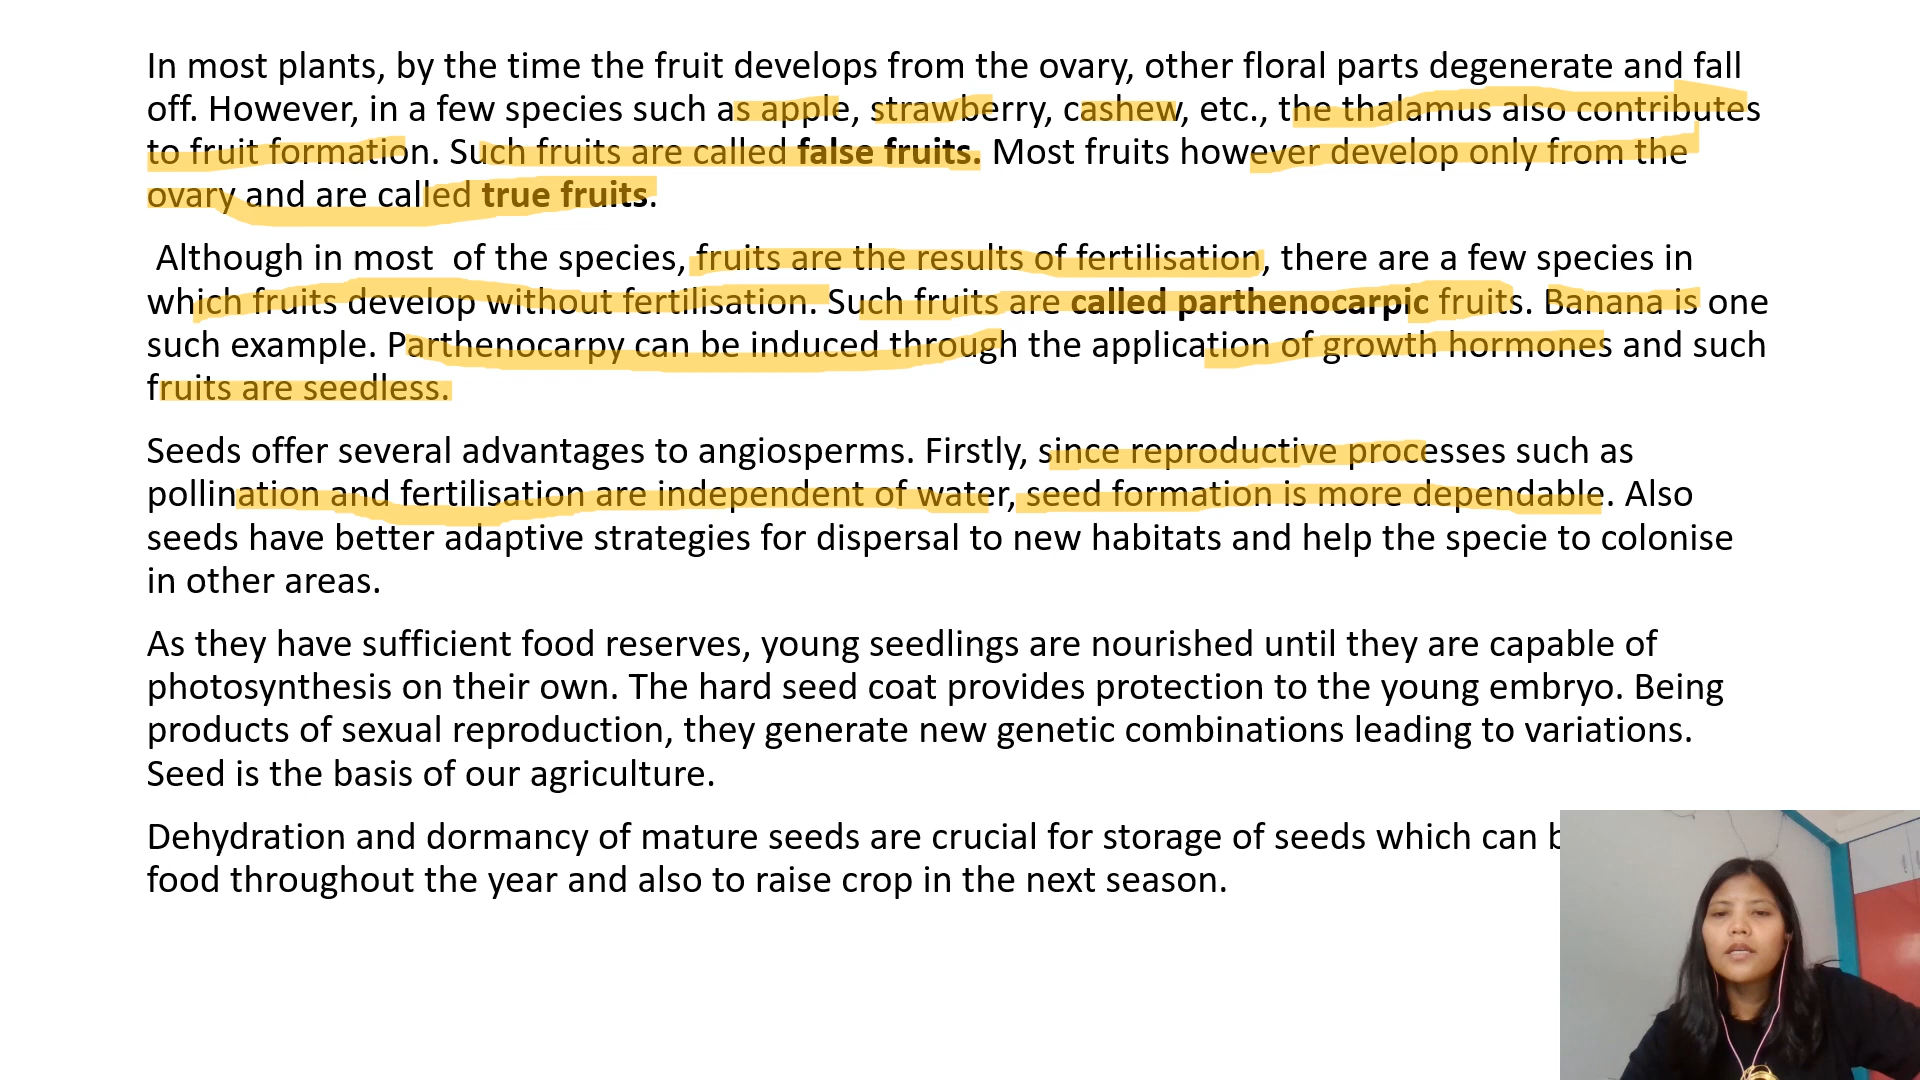 In most plants, by the time the fruit develops from the ovary, other floral parts degenerate and fall
off. However, in a few species such as apple, strawberry, cashew, etc., the thalamus also contributes
to fruit formation. Such fruits are called false fruits. Most fruits however develop only from the
ovary and are called true fruits.
Although in most of the species, fruits are the results of fertilisation, there are a few species in
which fruits develop without fertilisation. Such fruits are called parthenocarpic fruits. Banana is one
such example. Parthenocarpy can be induced through the application of growth hormones and such
fruits are seedless.
Seeds offer several advantages to angiosperms. Firstly, since reproductive processes such as
pollination and fertilisation are independent of water, seed formation is more dependable. Also
seeds have better adaptive strategies for dispersal to new habitats and help the specie to colonise
in other areas.
As they have sufficient food reserves, young seedlings are nourished until they are capable of
photosynthesis on their own. The hard seed coat provides protection to the young embryo. Being
products of sexual reproduction, they generate new genetic combinations leading to variations.
Seed is the basis of our agriculture.
Dehydration and dormancy of mature seeds are crucial for storage of seeds which can
food throughout the year and also to raise crop in the next season.